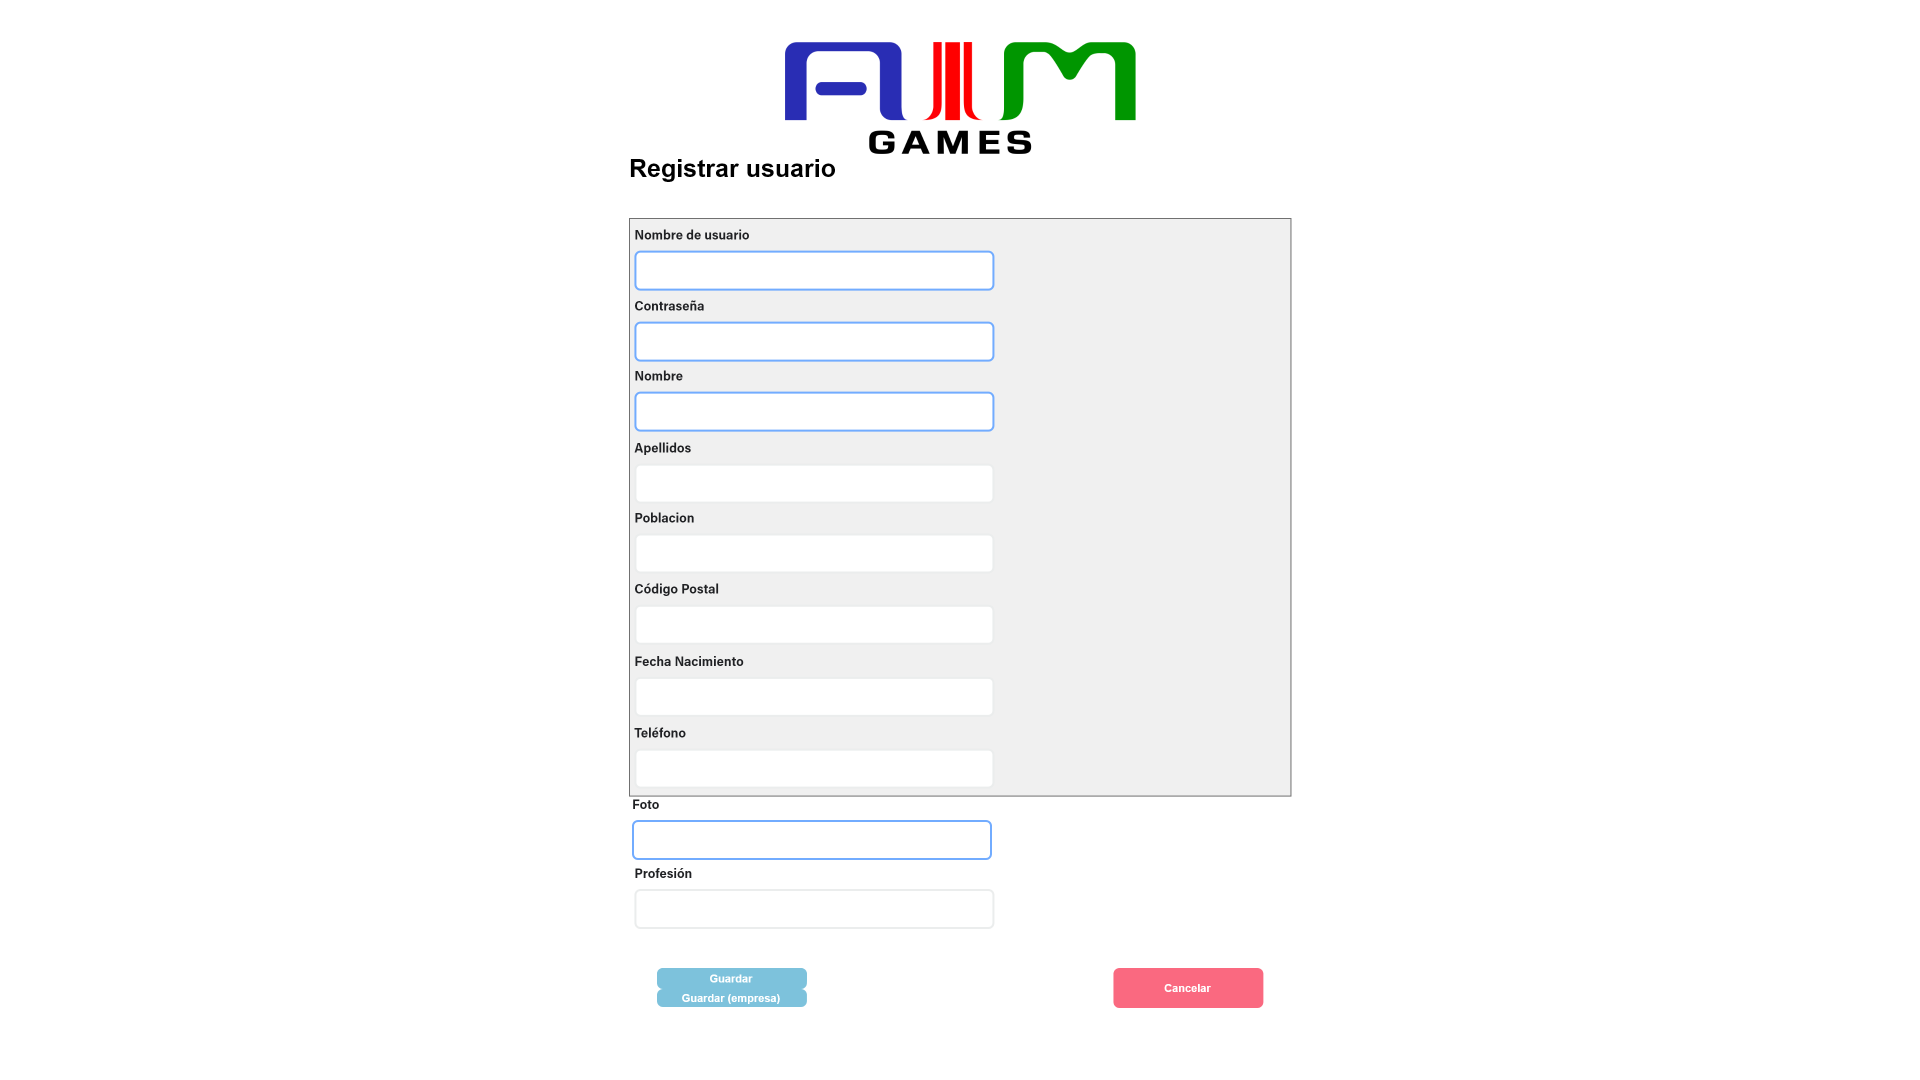 AIM
GAMES
Registrar usuario
Nombre de usuario
Contraseña
Nombre
Apellidos
Poblacion
Código Postal
Fecha Nacimiento
Teléfono
Foto
Profesión
Guardar
Guardar (empresa)
Cancelar